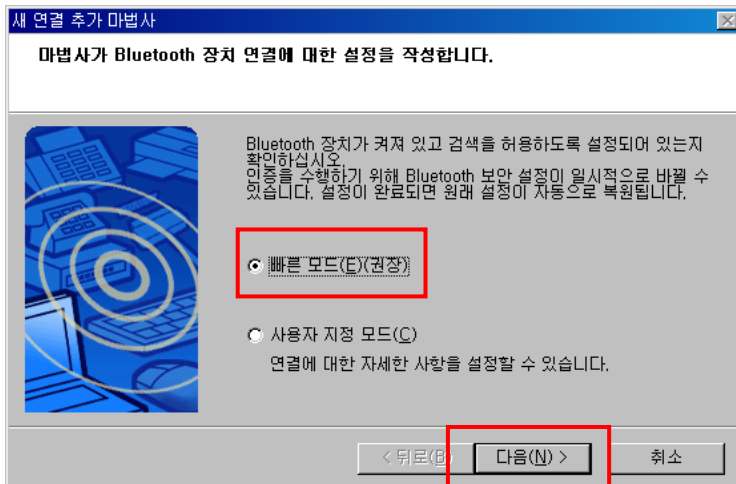 새 연결 추가 마법사
마법사가 Bluetooth 장치 연결에 대한 설정을 작성합니다.
Bluetooth 장치가 켜져 있고 검색을 허용하도록 설정되어 있는지
확인하십시오.
인증을 수행하기 위해 Bluetooth 보안 설정이 일시적으로 바뀔 수
있습니다. 설정이 완료되면 원래 설정이 자동으로 복원됩니다.
빠른 모드(E)(권장)
사용자 지정 모드(C)
연결에 대한 자세한 사항을 설정할 수 있습니다.
< 뒤로(B
다음(N) >
취소